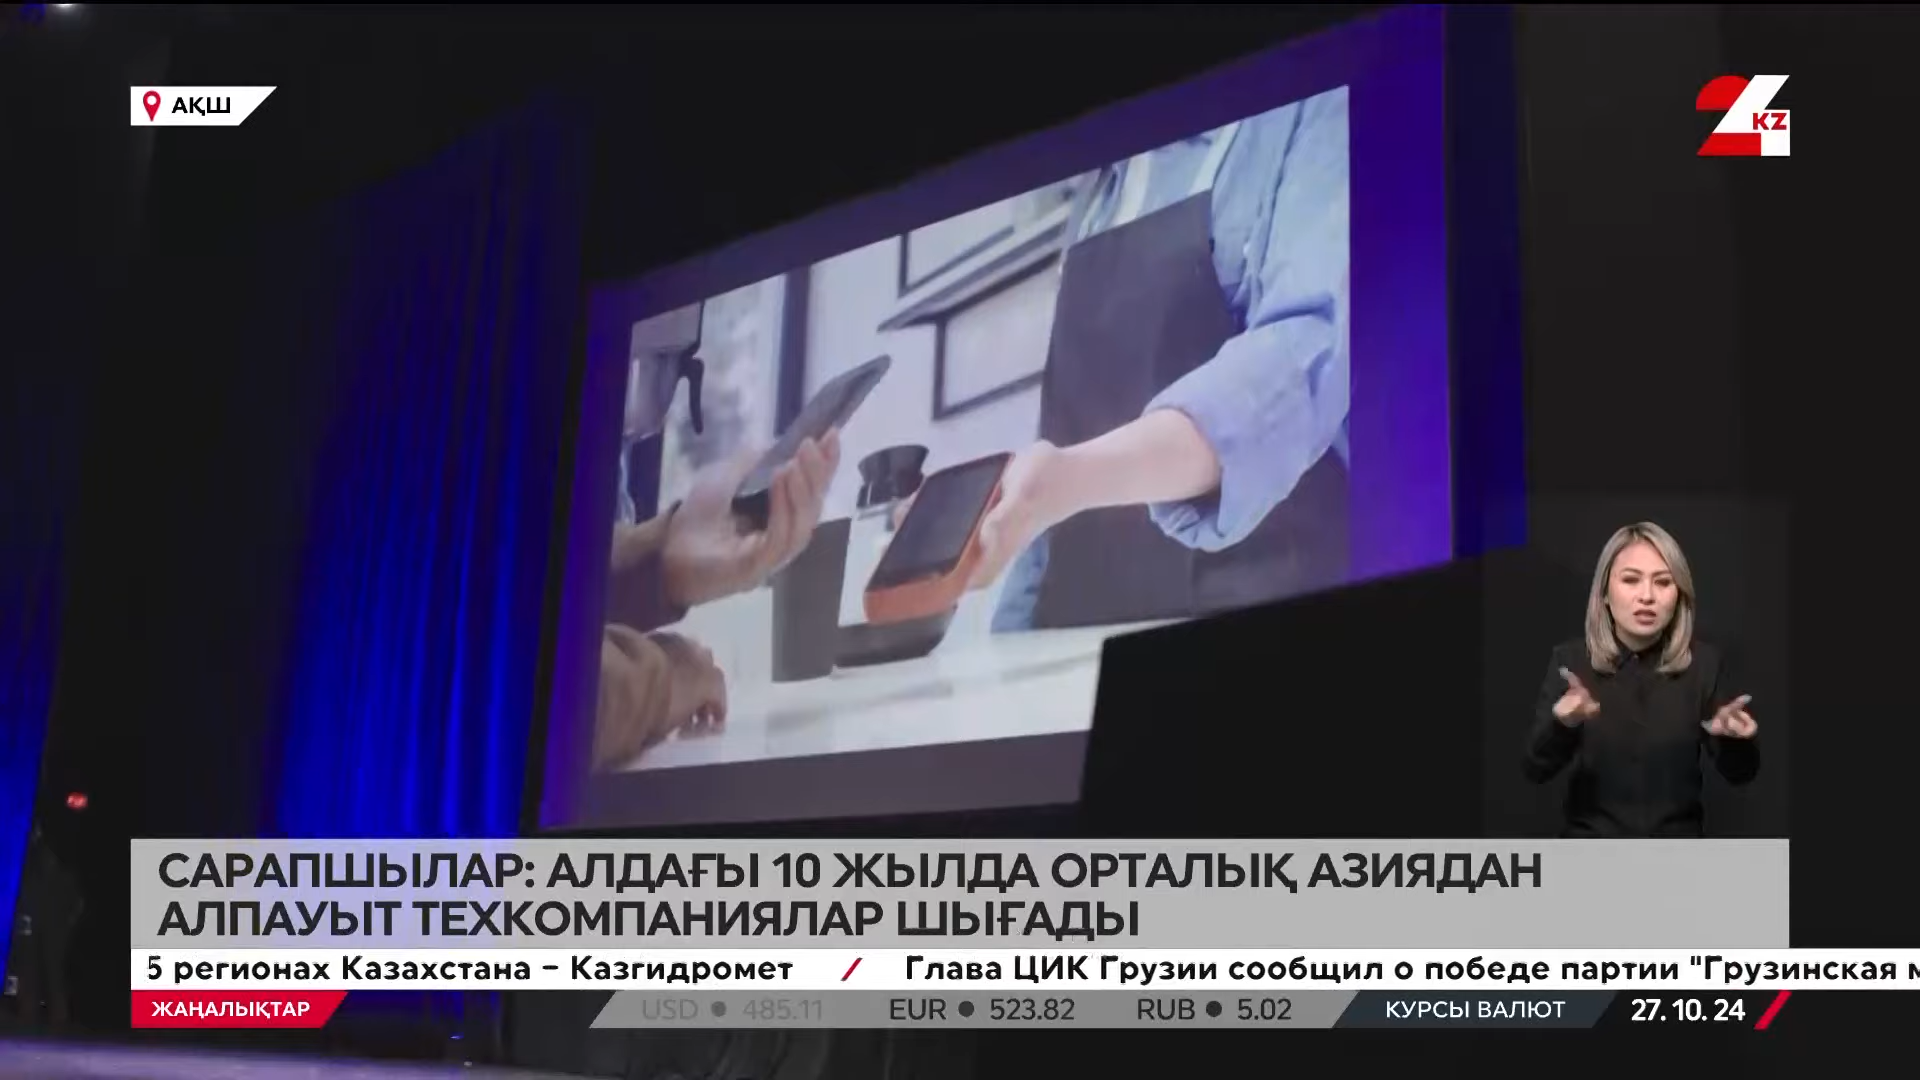 АҚШ
24
KZ
САРАПШЫЛАР: АЛДАҒЫ 10 ЖЫЛДА ОРТАЛЫҚ АЗИЯДАН
АЛПАУЫТ ТЕХКОМПАНИЯЛАР ШЫҒАДЫ
5 регионах Казахстана – Казгидромет / Глава ЦИК Грузии сообщил о победе партии "Грузинская м
ЖАҢАЛЫҚТАР USD • 485.11 EUR • 523.82 RUB • 5.02 КУРСЫ ВАЛЮТ 27.10.24